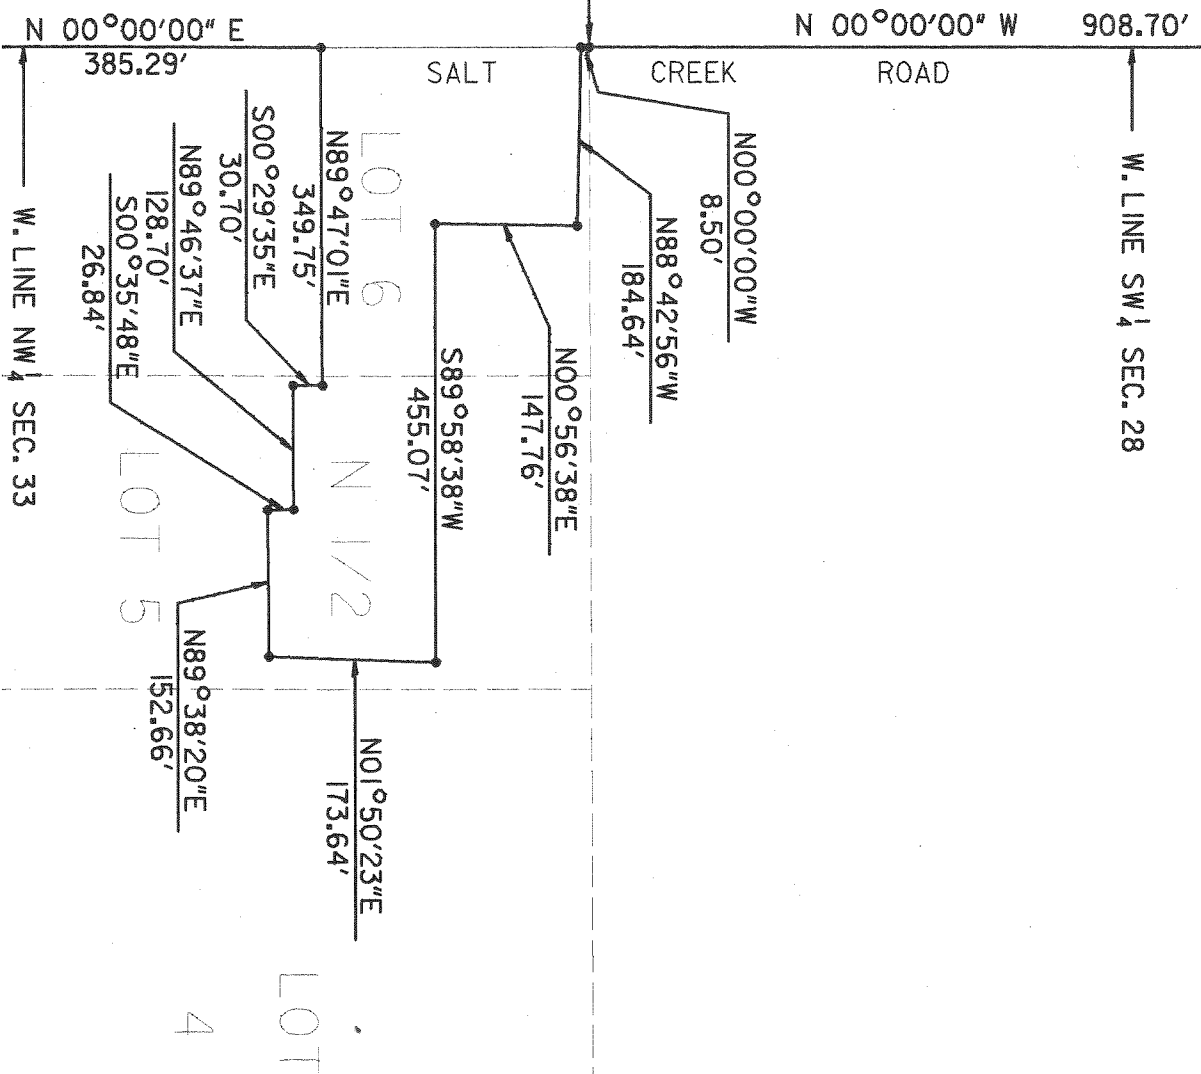 N 00°00'00" E
385.29'
N 00°00'00" W 908.70'
SALT CREEK ROAD
N00°00'00"W
8.50'
N88°42'56"W
184.64'
N00°56'38"E
147.76'
S89°58'38"W
455.07'
N89°47'01"E
349.75'
S00°29'35"E
30.70'
N89°46'37"E
128.70'
S00°35'48"E
26.84'
N89°38'20"E
152.66'
N01°50'23"E
173.64'
W. LINE SW 1/4 SEC. 28
W. LINE NW 1/4 SEC. 33
LOT 6
N 1/2
LOT 5
LOT
4